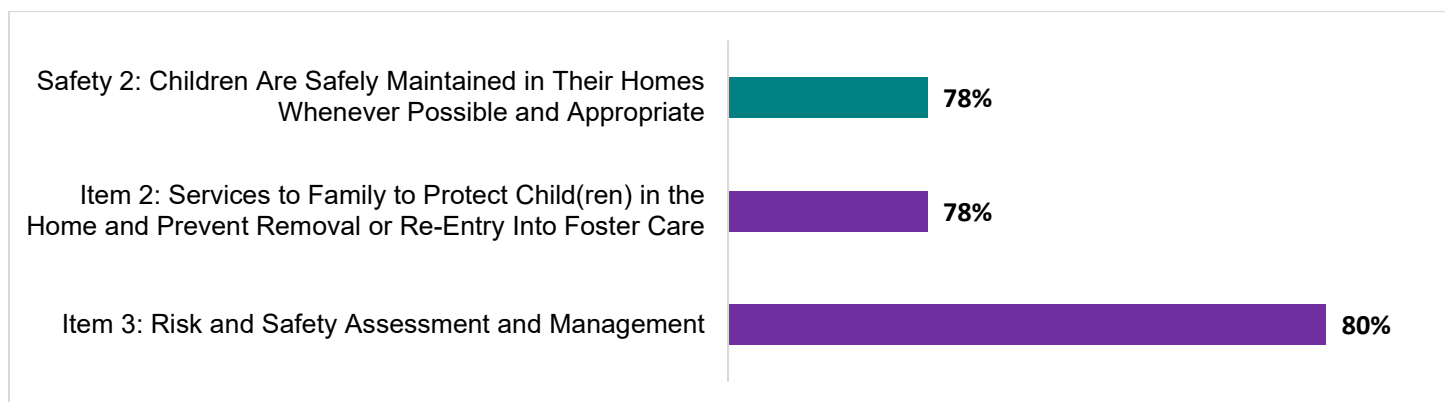 Safety 2: Children Are Safely Maintained in Their Homes
Whenever Possible and Appropriate
78%
Item 2: Services to Family to Protect Child(ren) in the
Home and Prevent Removal or Re-Entry Into Foster Care
78%
Item 3: Risk and Safety Assessment and Management
80%